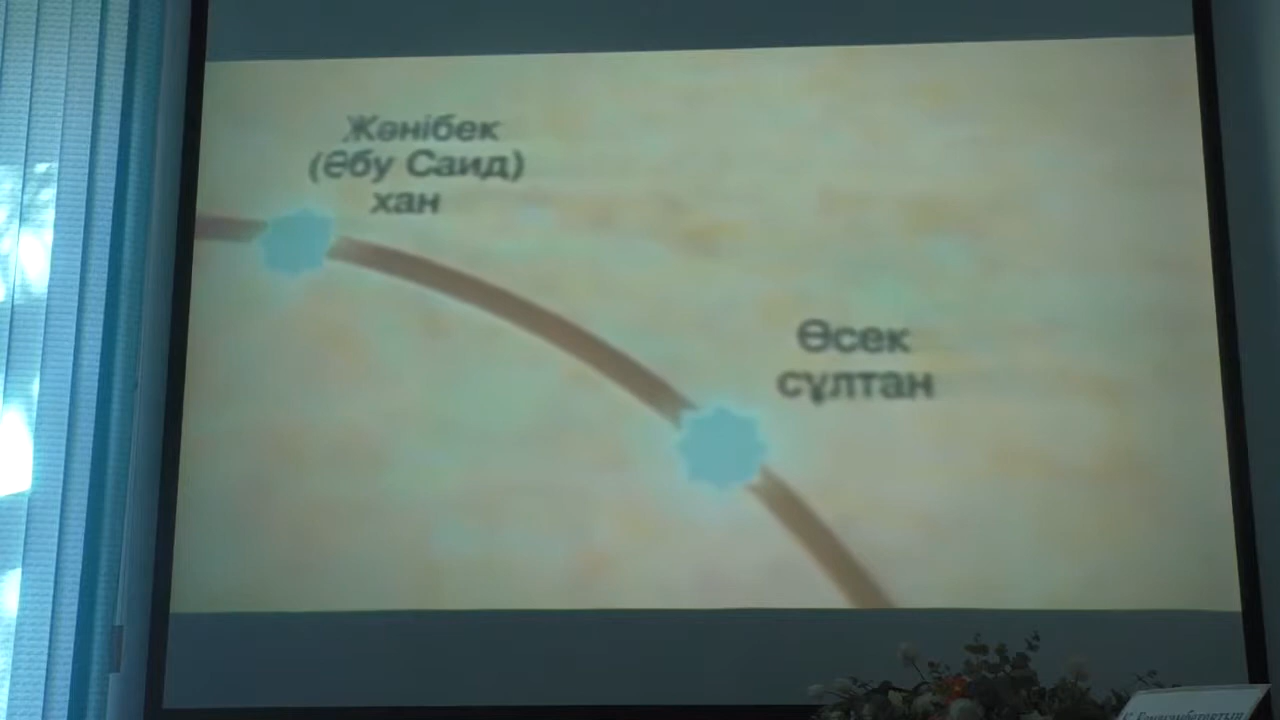 Жәнібек
(Әбу Саид)
хан
Өсек
сұлтан